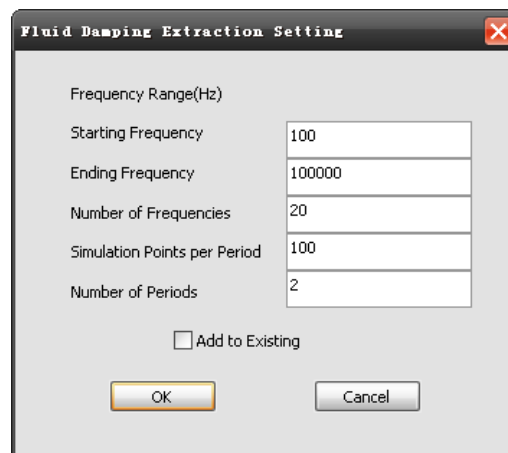 Fluid Damping Extraction Setting
Frequency Range(Hz)
Starting Frequency 100
Ending Frequency 100000
Number of Frequencies 20
Simulation Points per Period 100
Number of Periods 2
Add to Existing
OK Cancel